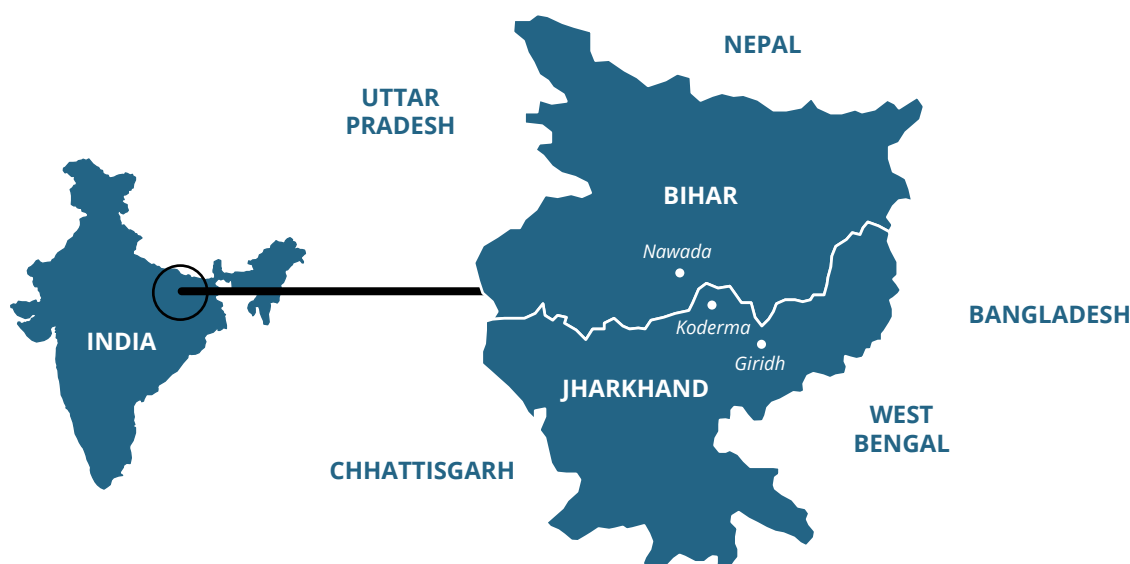 NEPAL
UTTAR
PRADESH
BIHAR
Nawada
INDIA
BANGLADESH
Koderma
Giridh
JHARKHAND
WEST
BENGAL
CHHATTISGARH